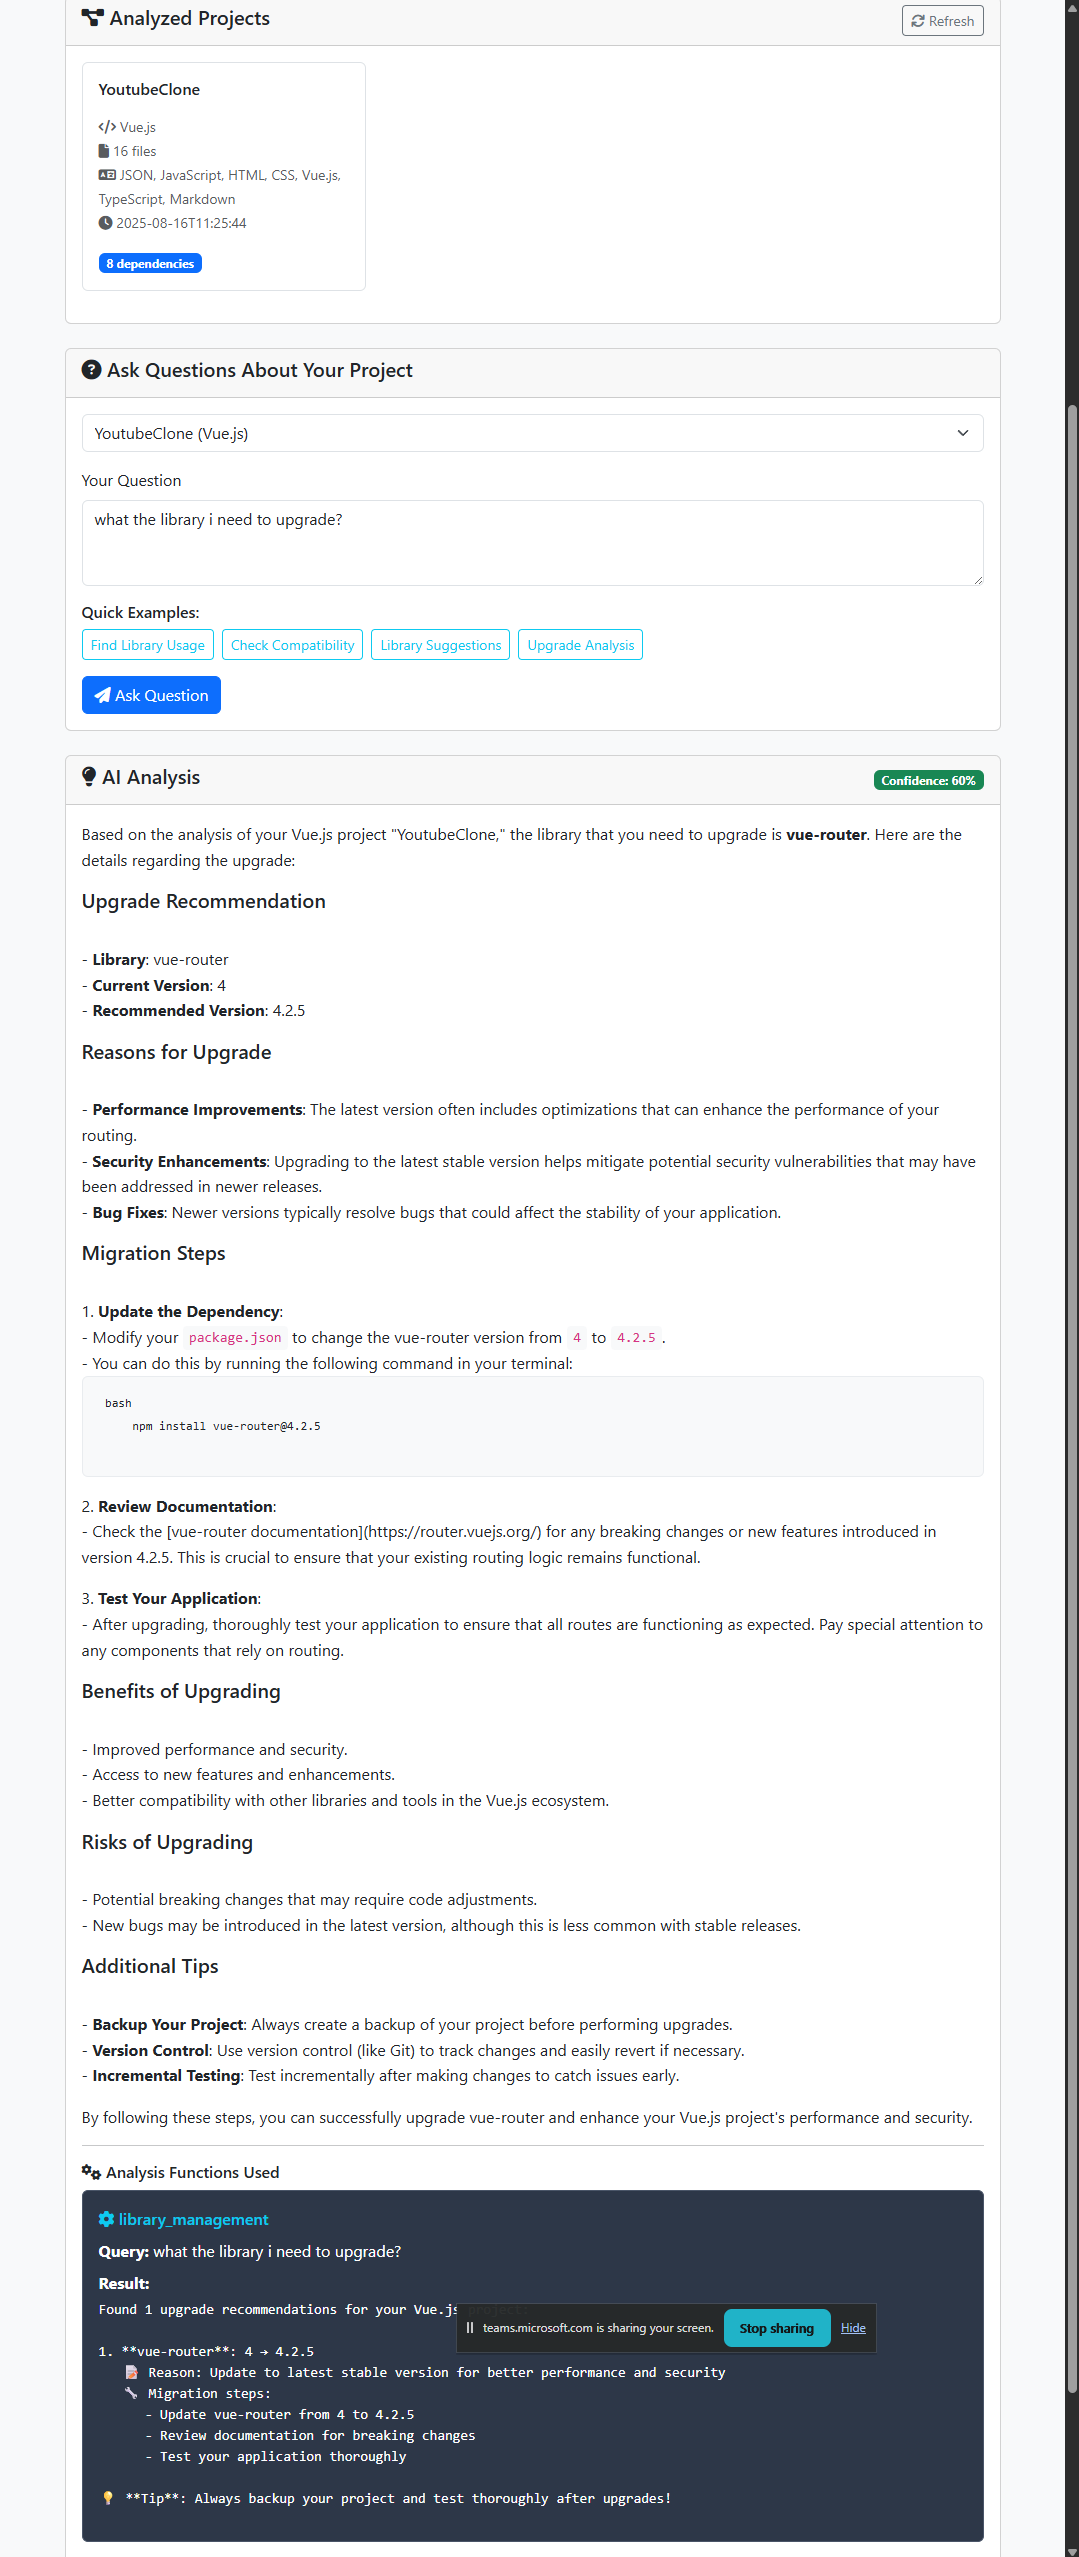 Analyzed Projects
Refresh
YoutubeClone
Vue.js
16 files
JSON, JavaScript, HTML, CSS, Vue.js,
TypeScript, Markdown
2025-08-16T11:25:44
8 dependencies
Ask Questions About Your Project
YoutubeClone (Vue.js)
Your Question
what the library i need to upgrade?
Quick Examples:
Find Library Usage
Check Compatibility
Library Suggestions
Upgrade Analysis
Ask Question
AI Analysis
Confidence: 60%
Based on the analysis of your Vue.js project "YoutubeClone," the library that you need to upgrade is vue-router. Here are the
details regarding the upgrade:
Upgrade Recommendation
- Library: vue-router
- Current Version: 4
- Recommended Version: 4.2.5
Reasons for Upgrade
- Performance Improvements: The latest version often includes optimizations that can enhance the performance of your
routing.
- Security Enhancements: Upgrading to the latest stable version helps mitigate potential security vulnerabilities that may have
been addressed in newer releases.
- Bug Fixes: Newer versions typically resolve bugs that could affect the stability of your application.
Migration Steps
1. Update the Dependency:
- Modify your package.json to change the vue-router version from 4 to 4.2.5 .
- You can do this by running the following command in your terminal:
bash
npm install vue-router@4.2.5
2. Review Documentation:
- Check the [vue-router documentation](https://router.vuejs.org/) for any breaking changes or new features introduced in
version 4.2.5. This is crucial to ensure that your existing routing logic remains functional.
3. Test Your Application:
- After upgrading, thoroughly test your application to ensure that all routes are functioning as expected. Pay special attention to
any components that rely on routing.
Benefits of Upgrading
- Improved performance and security.
- Access to new features and enhancements.
- Better compatibility with other libraries and tools in the Vue.js ecosystem.
Risks of Upgrading
- Potential breaking changes that may require code adjustments.
- New bugs may be introduced in the latest version, although this is less common with stable releases.
Additional Tips
- Backup Your Project: Always create a backup of your project before performing upgrades.
- Version Control: Use version control (like Git) to track changes and easily revert if necessary.
- Incremental Testing: Test incrementally after making changes to catch issues early.
By following these steps, you can successfully upgrade vue-router and enhance your Vue.js project's performance and security.
Analysis Functions Used
library_management
Query: what the library i need to upgrade?
Result:
Found 1 upgrade recommendations for your Vue.js
teams.microsoft.com is sharing your screen.
Stop sharing
Hide
1. **vue-router**: 4 → 4.2.5
📝 Reason: Update to latest stable version for better performance and security
🔧 Migration steps:
- Update vue-router from 4 to 4.2.5
- Review documentation for breaking changes
- Test your application thoroughly
💡 **Tip**: Always backup your project and test thoroughly after upgrades!